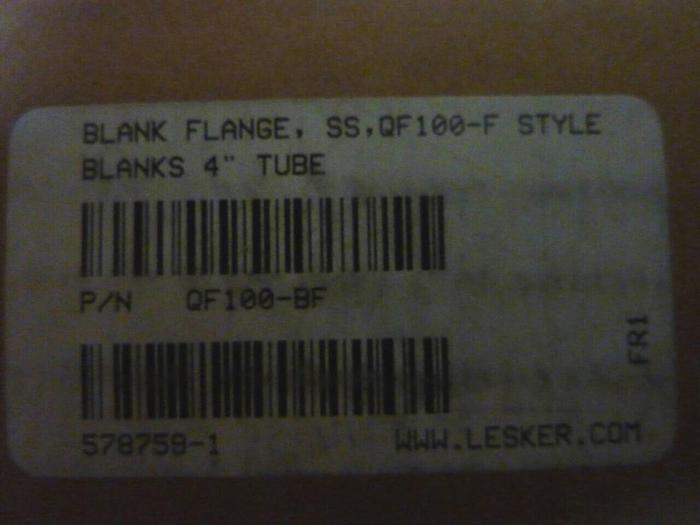 BLANK FLANGE, SS,QF100-F STYLE
BLANKS 4" TUBE
P/N QF100-BF
FR1
578759-1
WWW.LESKER.COM